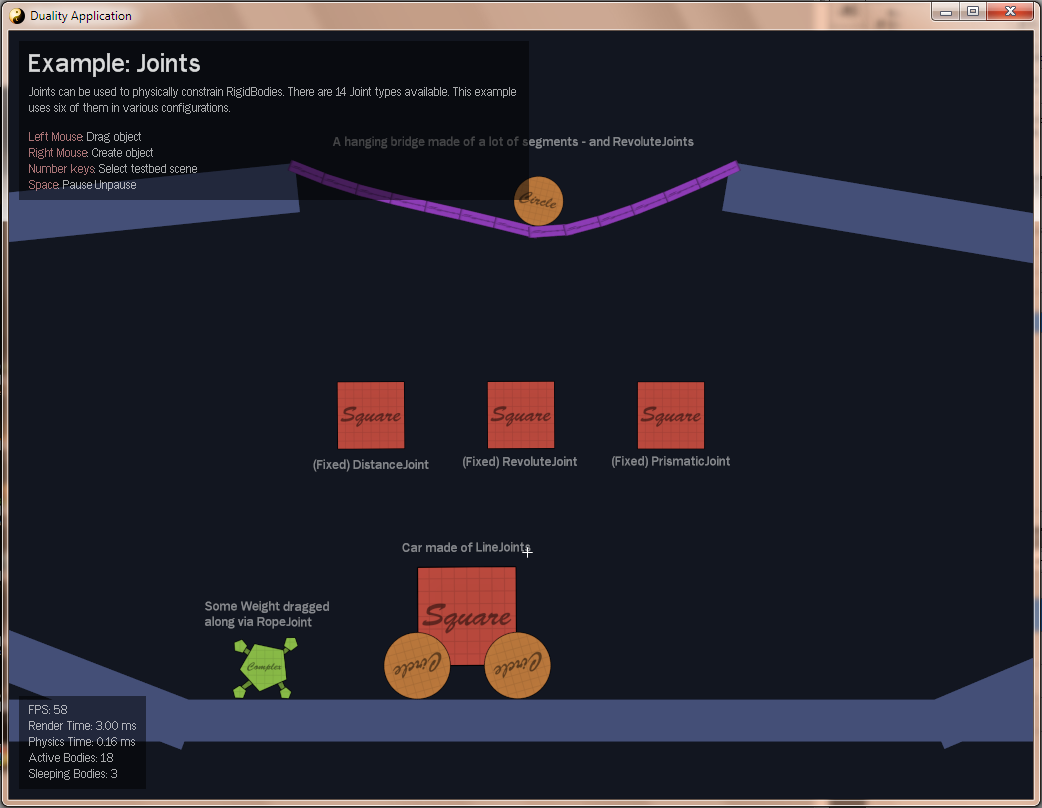 Duality Application
Example: Joints
Joints can be used to physically constrain RigidBodies. There are 14 Joint types available. This example
uses six of them in various configurations.
Left Mouse: Drag object
Right Mouse: Create object
Number keys: Select testbed scene
Space: Pause Unpause
A hanging bridge made of a lot of segments - and RevoluteJoints
Circle
Square
Square
Square
(Fixed) DistanceJoint
(Fixed) RevoluteJoint
(Fixed) PrismaticJoint
Car made of LineJoints
Some Weight dragged
along via RopeJoint
Square
Complex
Circle
Circle
FPS: 58
Render Time: 3.00 ms
Physics Time: 0.16 ms
Active Bodies: 18
Sleeping Bodies: 3